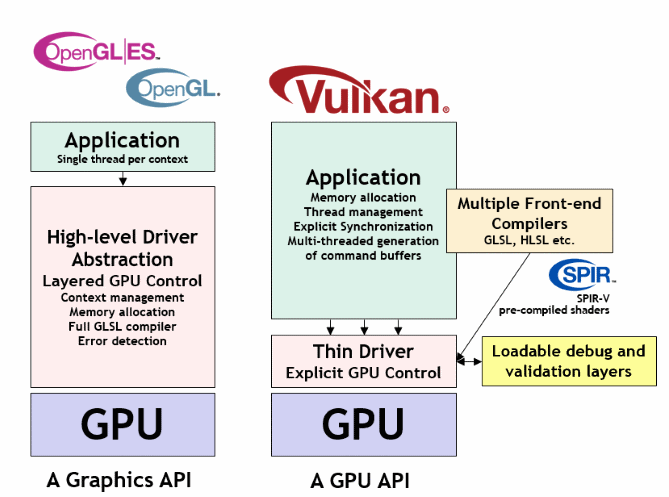 OpenGL|ES™
OpenGL®
Application
Single thread per context
High-level Driver
Abstraction
Layered GPU Control
Context management
Memory allocation
Full GLSL compiler
Error detection
GPU
A Graphics API
Vulkan®
Application
Memory allocation
Thread management
Explicit Synchronization
Multi-threaded generation
of command buffers
Multiple Front-end
Compilers
GLSL, HLSL etc.
SPIR™
SPIR-V
pre-compiled shaders
Thin Driver
Explicit GPU Control
Loadable debug and
validation layers
GPU
A GPU API